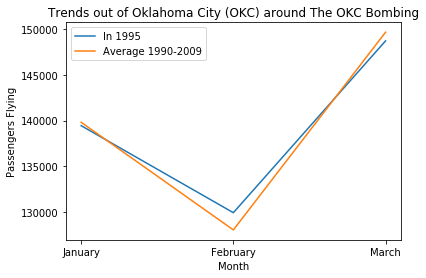 Trends out of Oklahoma City (OKC) around The OKC Bombing
In 1995
Average 1990-2009
150000
145000
140000
135000
130000
Passengers Flying
January
February
March
Month